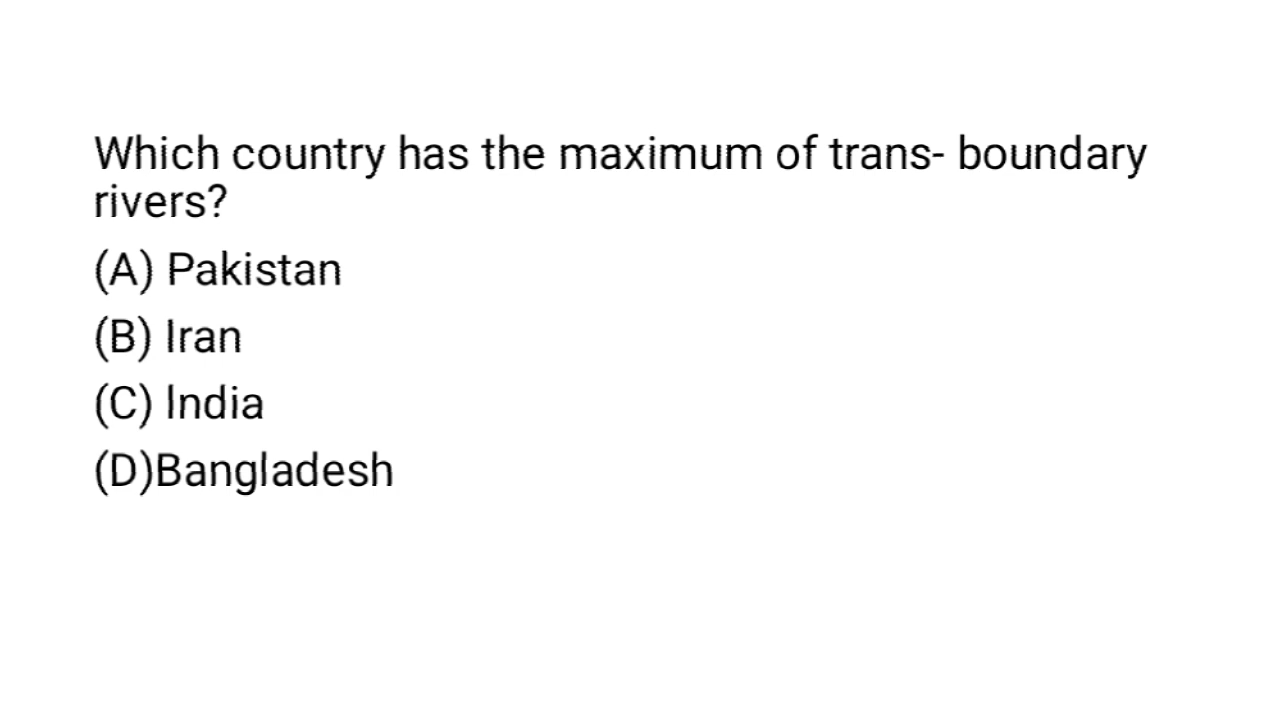 Which country has the maximum of trans- boundary
rivers?
(A) Pakistan
(B) Iran
(C) India
(D)Bangladesh